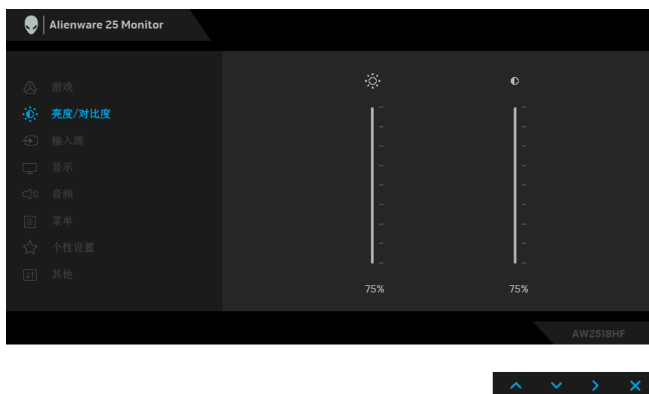 Alienware 25 Monitor
游戏
亮度/对比度
输入源
显示
音频
菜单
个性设置
其他
75%
75%
AW2518HF